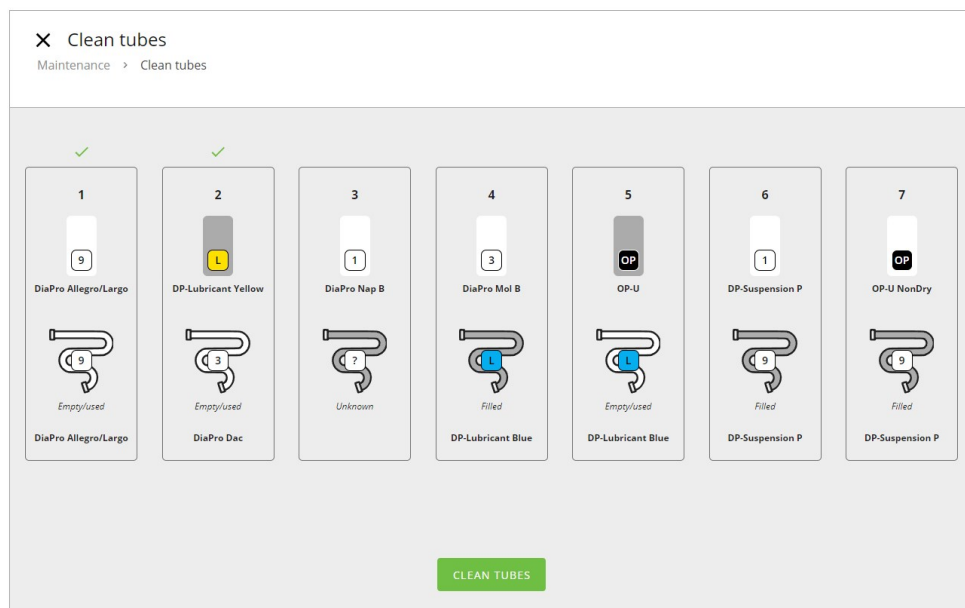 Clean tubes
Maintenance > Clean tubes
1 2 3 4 5 6 7
9 L 1 3 OP 1 OP
DiaPro Allegro/Largo DP-Lubricant Yellow DiaPro Nap B DiaPro Mol B OP-U DP-Suspension P OP-U NonDry
9 3 ? L L 9 9
Empty/used Empty/used Unknown Filled Empty/used Filled Filled
DiaPro Allegro/Largo DiaPro Dac DP-Lubricant Blue DP-Lubricant Blue DP-Suspension P DP-Suspension P
CLEAN TUBES